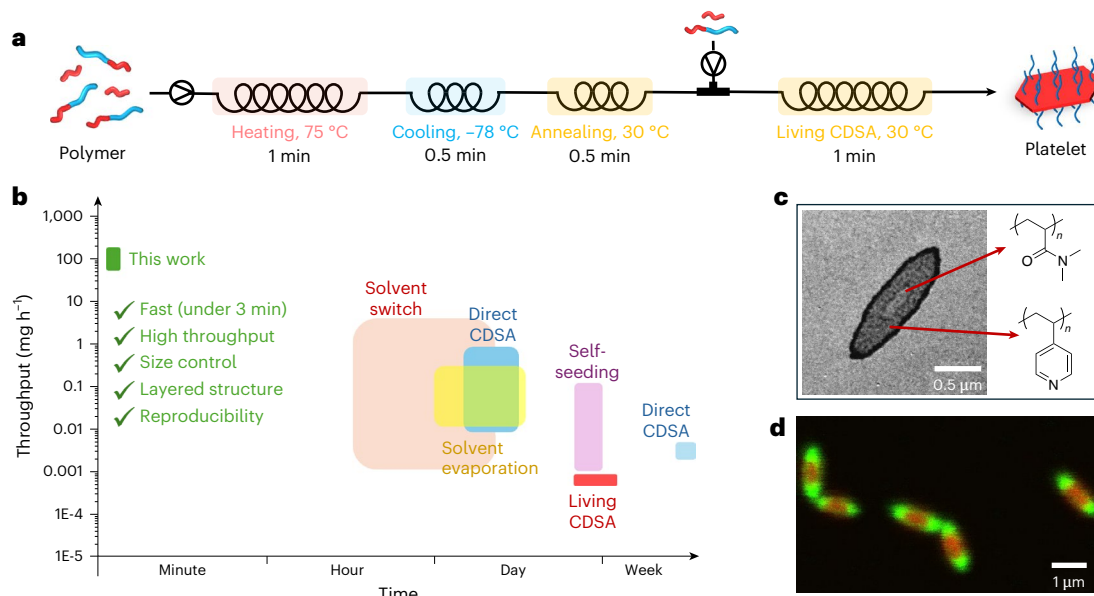 a
Polymer
Heating, 75 °C
1 min
Cooling, –78 °C
0.5 min
Annealing, 30 °C
0.5 min
Living CDSA, 30 °C
1 min
Platelet
b
Throughput (mg h⁻¹)
1,000
100
10
1
0.1
0.01
0.001
1E-4
1E-5
This work
Fast (under 3 min)
High throughput
Size control
Layered structure
Reproducibility
Solvent
switch
Direct
CDSA
Solvent
evaporation
Self-
seeding
Living
CDSA
Direct
CDSA
Minute
Hour
Day
Week
Time
c
0.5 µm
n
O
N
n
N
d
1 µm